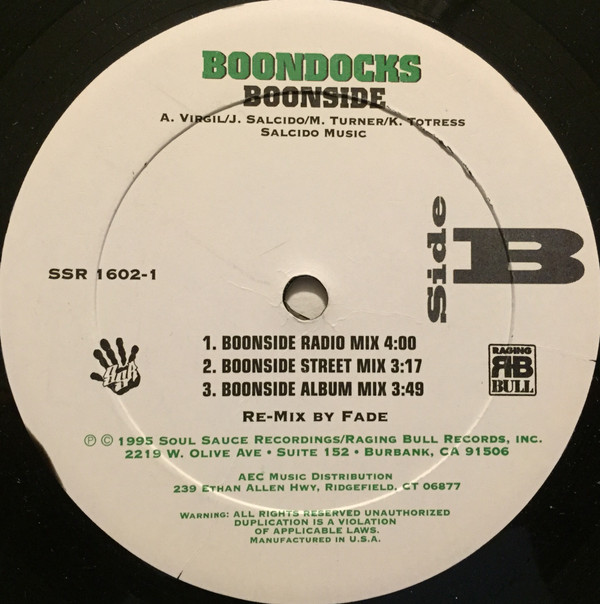 BOONDOCKS
BOONSIDE
A. VIRGIL/J. SALCIDO/M. TURNER/K. TOTRESS
SALCIDO MUSIC
Side B
SSR 1602-1
1. BOONSIDE RADIO MIX 4:00
2. BOONSIDE STREET MIX 3:17
3. BOONSIDE ALBUM MIX 3:49
RAGING
RB
BULL
RE-MIX BY FADE
Ⓟ © 1995 SOUL SAUCE RECORDINGS/RAGING BULL RECORDS, INC.
2219 W. OLIVE AVE • SUITE 152 • BURBANK, CA 91506
AEC MUSIC DISTRIBUTION
239 ETHAN ALLEN HWY, RIDGEFIELD, CT 06877
WARNING: ALL RIGHTS RESERVED UNAUTHORIZED
DUPLICATION IS A VIOLATION
OF APPLICABLE LAWS.
MANUFACTURED IN U.S.A.